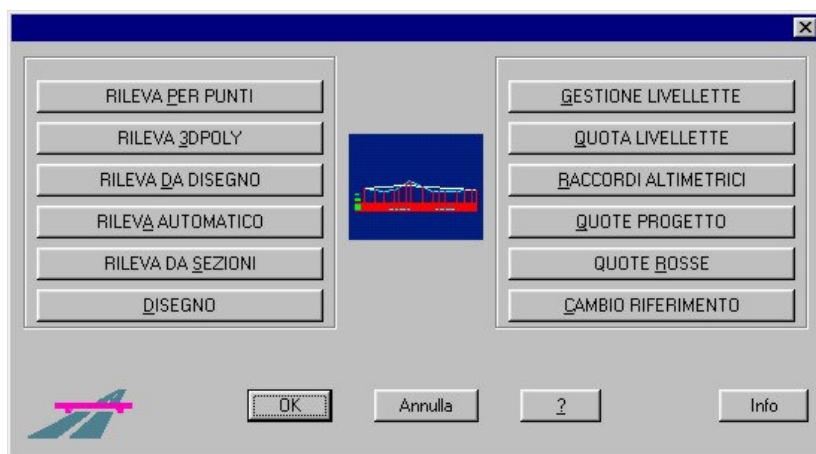 RILEVA PER PUNTI
RILEVA 3DPOLY
RILEVA DA DISEGNO
RILEVA AUTOMATICO
RILEVA DA SEZIONI
DISEGNO
GESTIONE LIVELLETTE
QUOTA LIVELLETTE
RACCORDI ALTIMETRICI
QUOTE PROGETTO
QUOTE ROSSE
CAMBIO RIFERIMENTO
OK
Annulla
?
Info